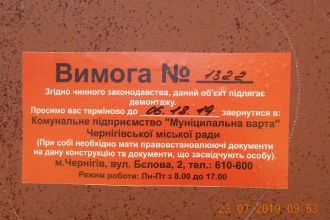 Вимога № 1322
Згідно чинного законодавства, даний об'єкт підлягає
демонтажу.
Просимо вас терміново до 05.18.19 звернутися в:
Комунальне підприємство "Муніципальна варта"
Чернігівської міської ради
(При собі необхідно мати правовстановлюючі документи
на дану конструкцію та документи, що засвідчують особу).
м.Чернігів, вул. Бєлова, 2, тел.: 610-600
Режим роботи: Пн-Пт з 8.00 до 17.00
23.07.2019 09:53